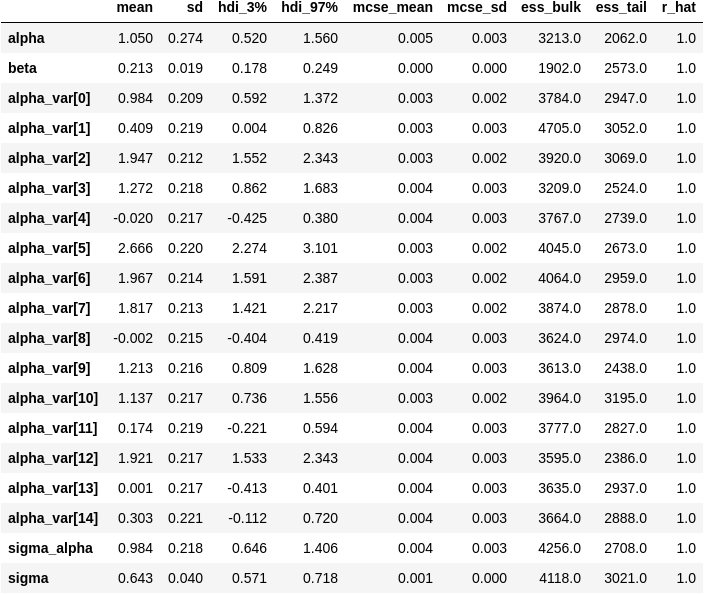 mean sd hdi_3% hdi_97% mcse_mean mcse_sd ess_bulk ess_tail r_hat
alpha 1.050 0.274 0.520 1.560 0.005 0.003 3213.0 2062.0 1.0
beta 0.213 0.019 0.178 0.249 0.000 0.000 1902.0 2573.0 1.0
alpha_var[0] 0.984 0.209 0.592 1.372 0.003 0.002 3784.0 2947.0 1.0
alpha_var[1] 0.409 0.219 0.004 0.826 0.003 0.003 4705.0 3052.0 1.0
alpha_var[2] 1.947 0.212 1.552 2.343 0.003 0.002 3920.0 3069.0 1.0
alpha_var[3] 1.272 0.218 0.862 1.683 0.004 0.003 3209.0 2524.0 1.0
alpha_var[4] -0.020 0.217 -0.425 0.380 0.004 0.003 3767.0 2739.0 1.0
alpha_var[5] 2.666 0.220 2.274 3.101 0.003 0.002 4045.0 2673.0 1.0
alpha_var[6] 1.967 0.214 1.591 2.387 0.003 0.002 4064.0 2959.0 1.0
alpha_var[7] 1.817 0.213 1.421 2.217 0.003 0.002 3874.0 2878.0 1.0
alpha_var[8] -0.002 0.215 -0.404 0.419 0.004 0.003 3624.0 2974.0 1.0
alpha_var[9] 1.213 0.216 0.809 1.628 0.004 0.003 3613.0 2438.0 1.0
alpha_var[10] 1.137 0.217 0.736 1.556 0.003 0.002 3964.0 3195.0 1.0
alpha_var[11] 0.174 0.219 -0.221 0.594 0.004 0.003 3777.0 2827.0 1.0
alpha_var[12] 1.921 0.217 1.533 2.343 0.004 0.003 3595.0 2386.0 1.0
alpha_var[13] 0.001 0.217 -0.413 0.401 0.004 0.003 3635.0 2937.0 1.0
alpha_var[14] 0.303 0.221 -0.112 0.720 0.004 0.003 3664.0 2888.0 1.0
sigma_alpha 0.984 0.218 0.646 1.406 0.004 0.003 4256.0 2708.0 1.0
sigma 0.643 0.040 0.571 0.718 0.001 0.000 4118.0 3021.0 1.0